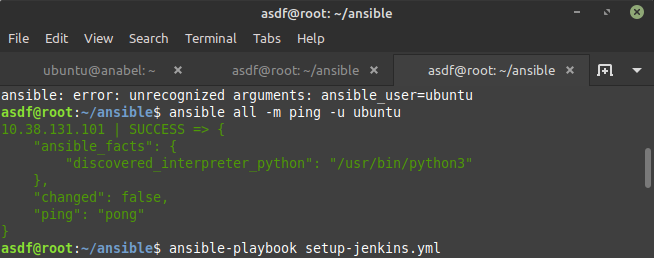 asdf@root: ~/ansible
File Edit View Search Terminal Tabs Help
ubuntu@anabel: ~ × asdf@root: ~/ansible × asdf@root: ~/ansible ×
ansible: error: unrecognized arguments: ansible_user=ubuntu
asdf@root:~/ansible$ ansible all -m ping -u ubuntu
10.38.131.101 | SUCCESS => {
    "ansible_facts": {
        "discovered_interpreter_python": "/usr/bin/python3"
    },
    "changed": false,
    "ping": "pong"
}
asdf@root:~/ansible$ ansible-playbook setup-jenkins.yml